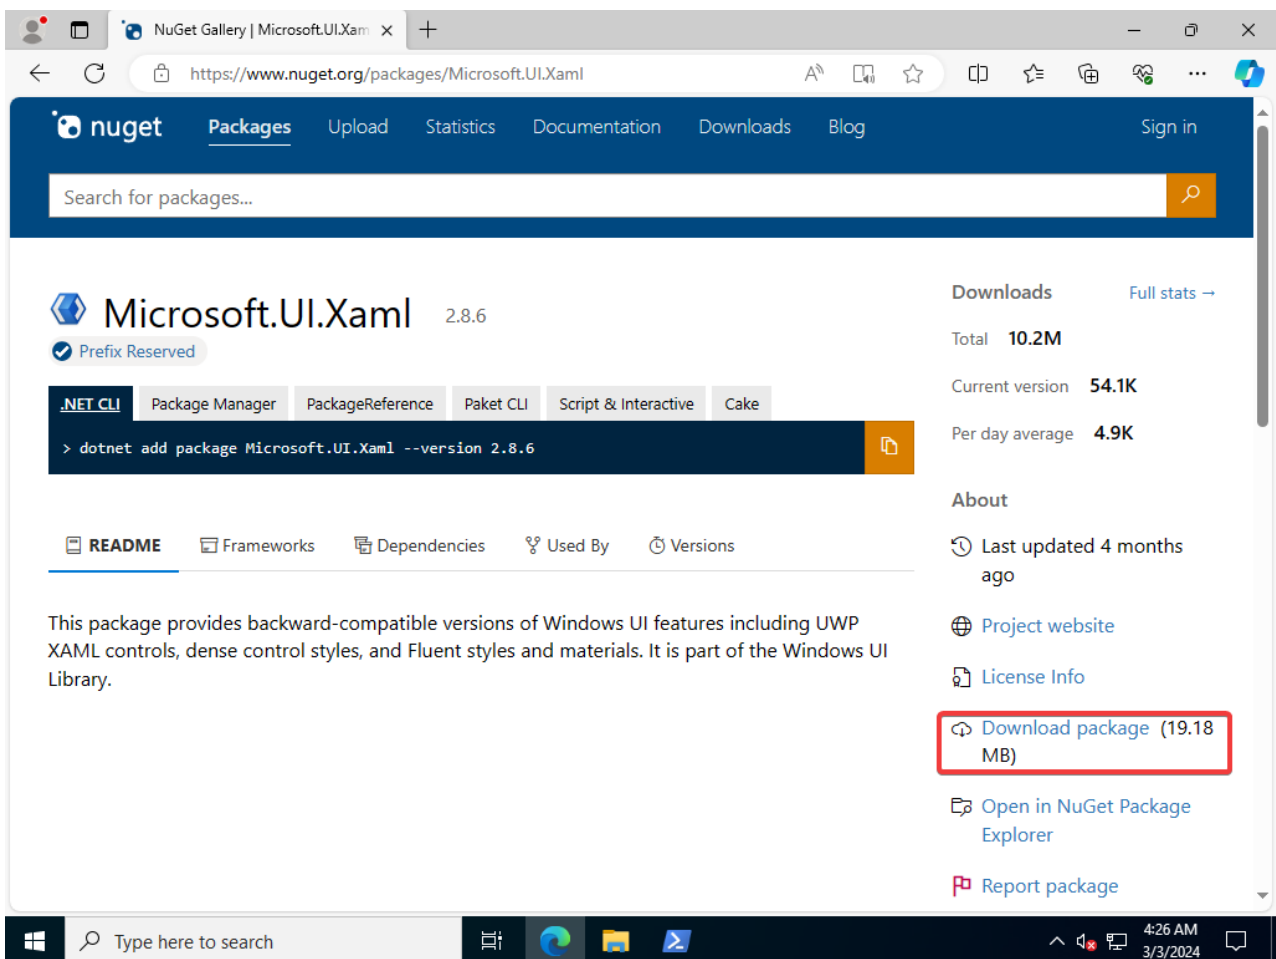 NuGet Gallery | Microsoft.UI.Xam
https://www.nuget.org/packages/Microsoft.UI.Xaml
nuget Packages Upload Statistics Documentation Downloads Blog Sign in
Search for packages...
Microsoft.UI.Xaml 2.8.6
Prefix Reserved
.NET CLI Package Manager PackageReference Paket CLI Script & Interactive Cake
> dotnet add package Microsoft.UI.Xaml --version 2.8.6
README Frameworks Dependencies Used By Versions
This package provides backward-compatible versions of Windows UI features including UWP
XAML controls, dense control styles, and Fluent styles and materials. It is part of the Windows UI
Library.
Downloads Full stats →
Total 10.2M
Current version 54.1K
Per day average 4.9K
About
Last updated 4 months
ago
Project website
License Info
Download package (19.18
MB)
Open in NuGet Package
Explorer
Report package
Type here to search
4:26 AM
3/3/2024